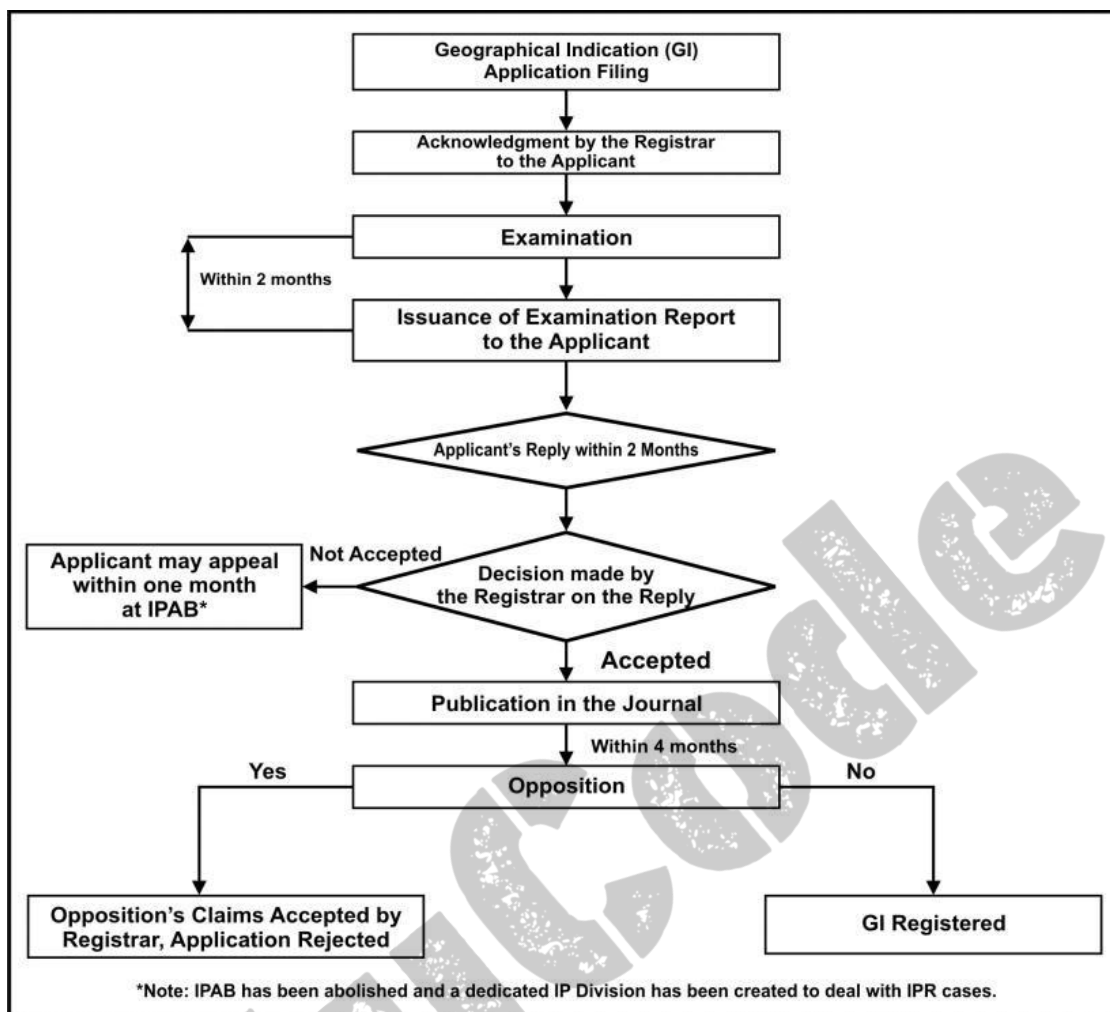 Geographical Indication (GI)
Application Filing
Acknowledgment by the Registrar
to the Applicant
Examination
Within 2 months
Issuance of Examination Report
to the Applicant
Applicant's Reply within 2 Months
Applicant may appeal
within one month
at IPAB*
Not Accepted
Decision made by
the Registrar on the Reply
Accepted
Publication in the Journal
Within 4 months
Yes
Opposition
No
Opposition's Claims Accepted by
Registrar, Application Rejected
GI Registered
*Note: IPAB has been abolished and a dedicated IP Division has been created to deal with IPR cases.